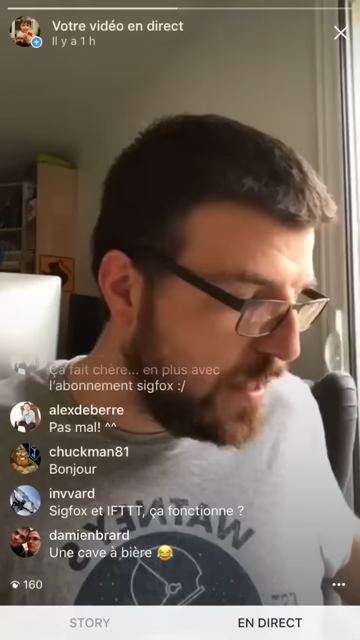 Votre vidéo en direct
Il y a 1 h
Ça fait chère... en plus avec
l'abonnement sigfox :/
alexdeberre
Pas mal! ^^
chuckman81
Bonjour
invvard
Sigfox et IFTTT, ça fonctionne ?
damienbrard
Une cave à bière 😂
WATNEY'S
160
STORY
EN DIRECT